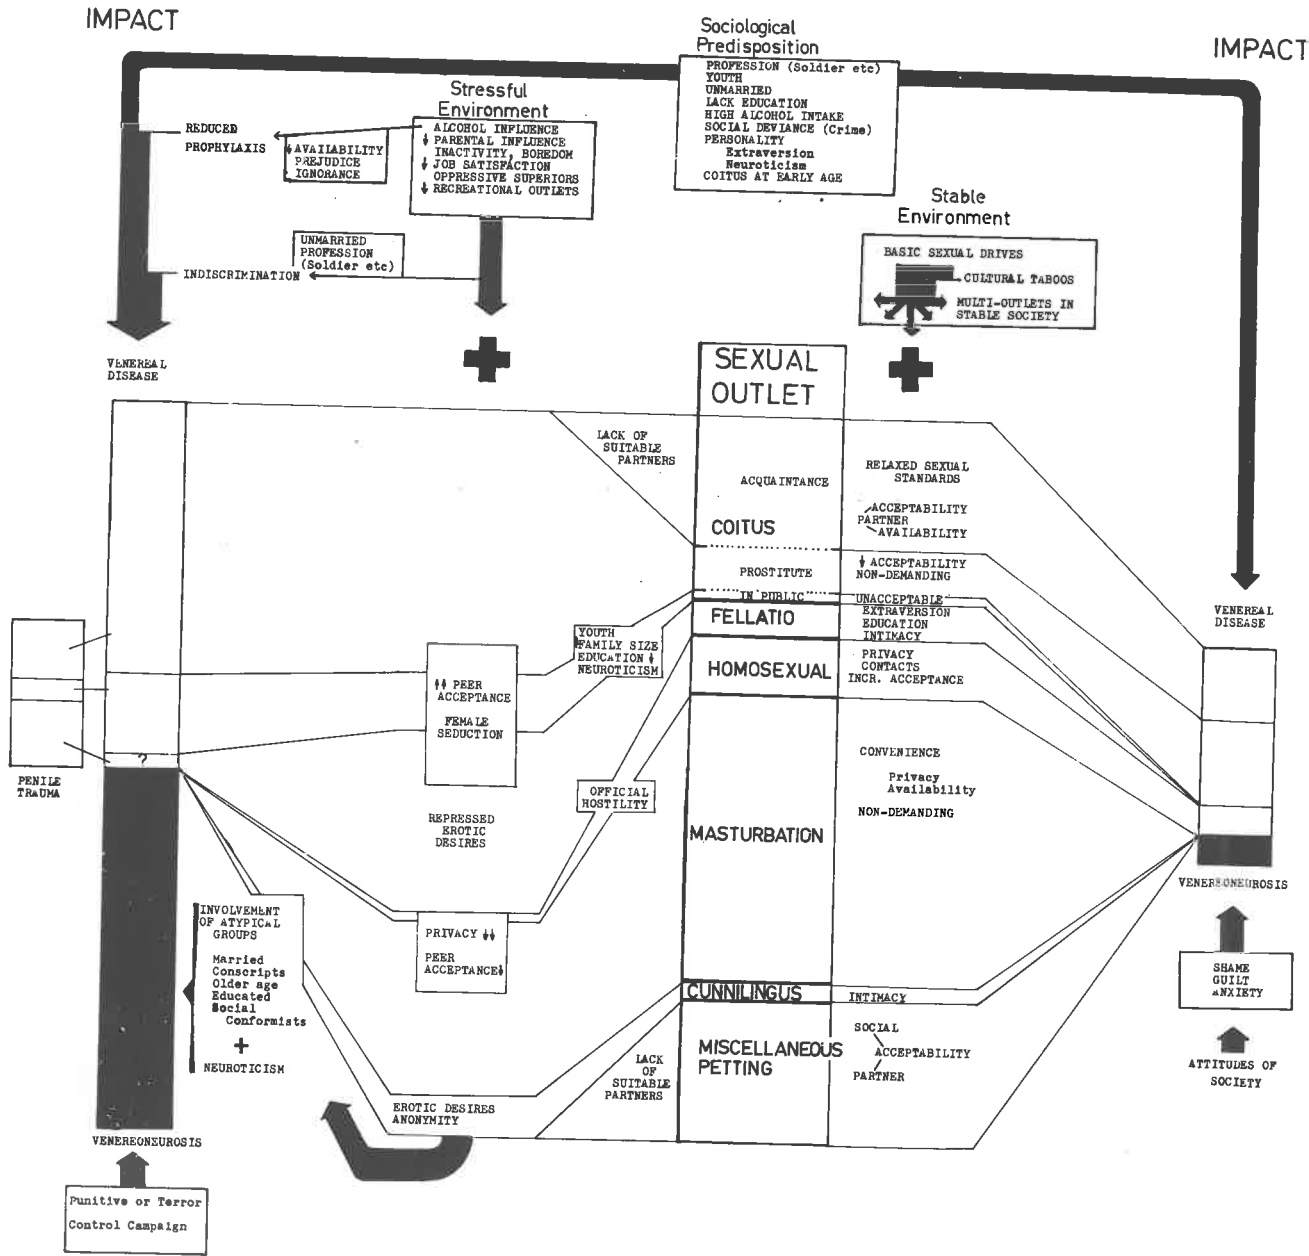 IMPACT
Sociological
Predisposition
PROFESSION (Soldier etc)
YOUTH
UNMARRIED
LACK EDUCATION
HIGH ALCOHOL INTAKE
SOCIAL DEVIANCE (Crime)
PERSONALITY
Extraversion
Neuroticism
COITUS AT EARLY AGE
IMPACT
Stressful
Environment
ALCOHOL INFLUENCE
↓ PARENTAL INFLUENCE
INACTIVITY, BOREDOM
↓ JOB SATISFACTION
OPPRESSIVE SUPERIORS
↓ RECREATIONAL OUTLETS
REDUCED
PROPHYLAXIS
↓ AVAILABILITY
PREJUDICE
IGNORANCE
UNMARRIED
PROFESSION
(Soldier etc)
INDISCRIMINATION
Stable
Environment
BASIC SEXUAL DRIVES
CULTURAL TABOOS
MULTI-OUTLETS IN
STABLE SOCIETY
VENEREAL
DISEASE
SEXUAL
OUTLET
LACK OF
SUITABLE
PARTNERS
ACQUAINTANCE
COITUS
PROSTITUTE
IN PUBLIC
FELLATIO
HOMOSEXUAL
MASTURBATION
CUNNILINGUS
MISCELLANEOUS
PETTING
RELAXED SEXUAL
STANDARDS
ACCEPTABILITY
PARTNER
AVAILABILITY
↓ ACCEPTABILITY
NON-DEMANDING
UNACCEPTABLE
EXTRAVERSION
EDUCATION
INTIMACY
PRIVACY
CONTACTS
INCR. ACCEPTANCE
CONVENIENCE
Privacy
Availability
NON-DEMANDING
INTIMACY
SOCIAL
ACCEPTABILITY
PARTNER
VENEREAL
DISEASE
VENEREONEUROSIS
SHAME
GUILT
ANXIETY
ATTITUDES OF
SOCIETY
YOUTH
FAMILY SIZE
EDUCATION ↓
NEUROTICISM
↑↑ PEER
ACCEPTANCE
FEMALE
SEDUCTION
OFFICIAL
HOSTILITY
REPRESSED
EROTIC
DESIRES
PRIVACY ↓↓
PEER
ACCEPTANCE↓
?
PENILE
TRAUMA
INVOLVEMENT
OF ATYPICAL
GROUPS
Married
Conscripts
Older age
Educated
Social
Conformists
+
NEUROTICISM
LACK
OF
SUITABLE
PARTNERS
EROTIC DESIRES
ANONYMITY
VENEREONEUROSIS
Punitive or Terror
Control Campaign